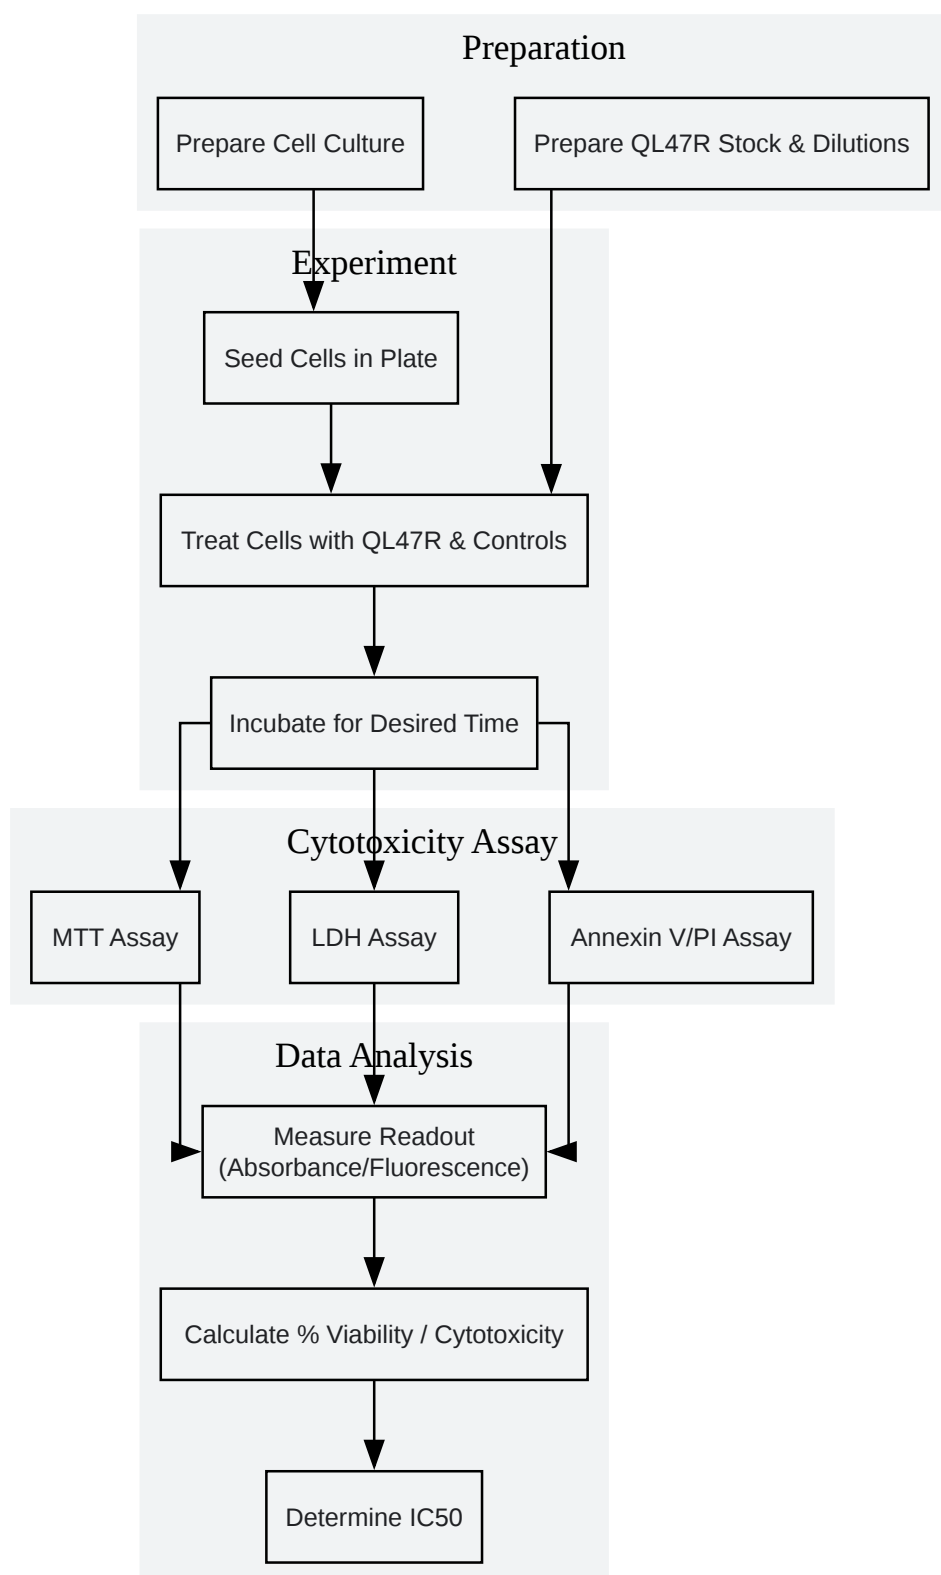 Preparation
Prepare Cell Culture
Prepare QL47R Stock & Dilutions
Experiment
Seed Cells in Plate
Treat Cells with QL47R & Controls
Incubate for Desired Time
Cytotoxicity Assay
MTT Assay
LDH Assay
Annexin V/PI Assay
Data Analysis
Measure Readout
(Absorbance/Fluorescence)
Calculate % Viability / Cytotoxicity
Determine IC50